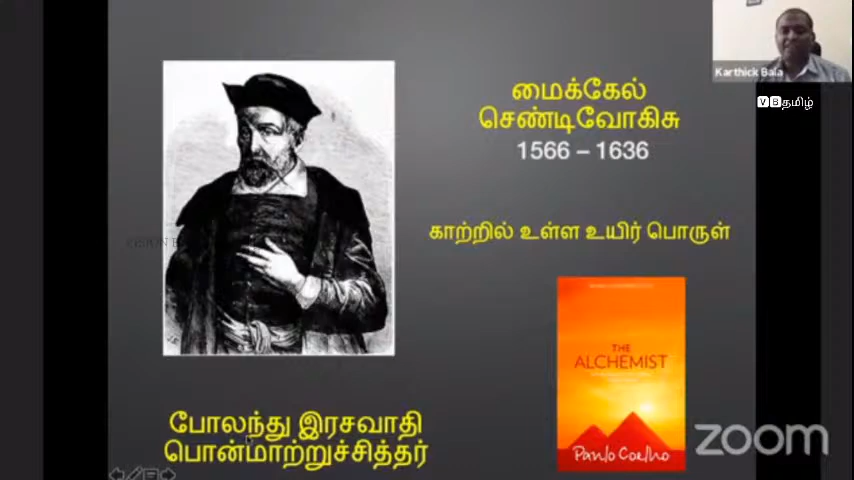 Karthick Bala
VBதமிழ்
மைக்கேல்
செண்டிவோகிசு
1566 – 1636
காற்றில் உள்ள உயிர் பொருள்
THE
ALCHEMIST
Paulo Coelho
zoom
போலந்து இரசவாதி
பொன்மாற்றுச்சித்தர்